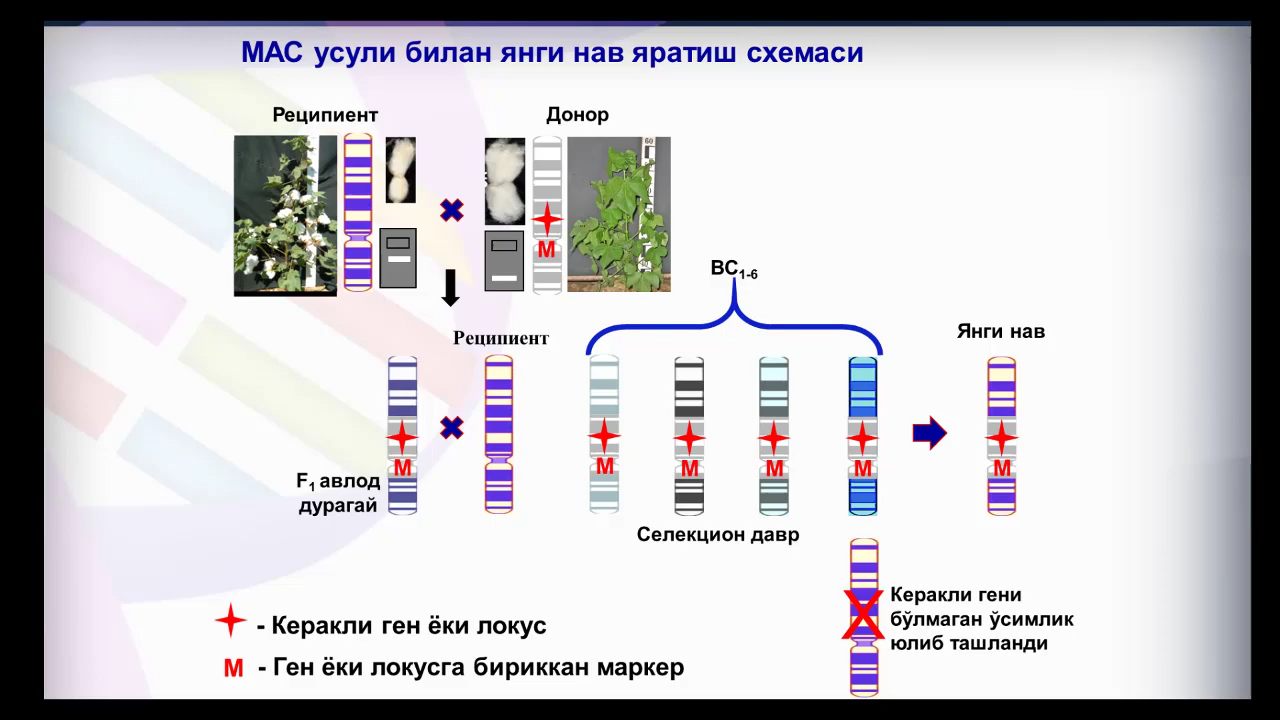 МАС усули билан янги нав яратиш схемаси
Реципиент
Донор
60
М
BC1-6
Реципиент
Янги нав
М
М
М
М
М
М
F1 авлод
дурагай
Селекцион давр
Керакли гени
бўлмаган ўсимлик
юлиб ташланди
- Керакли ген ёки локус
М - Ген ёки локусга бириккан маркер